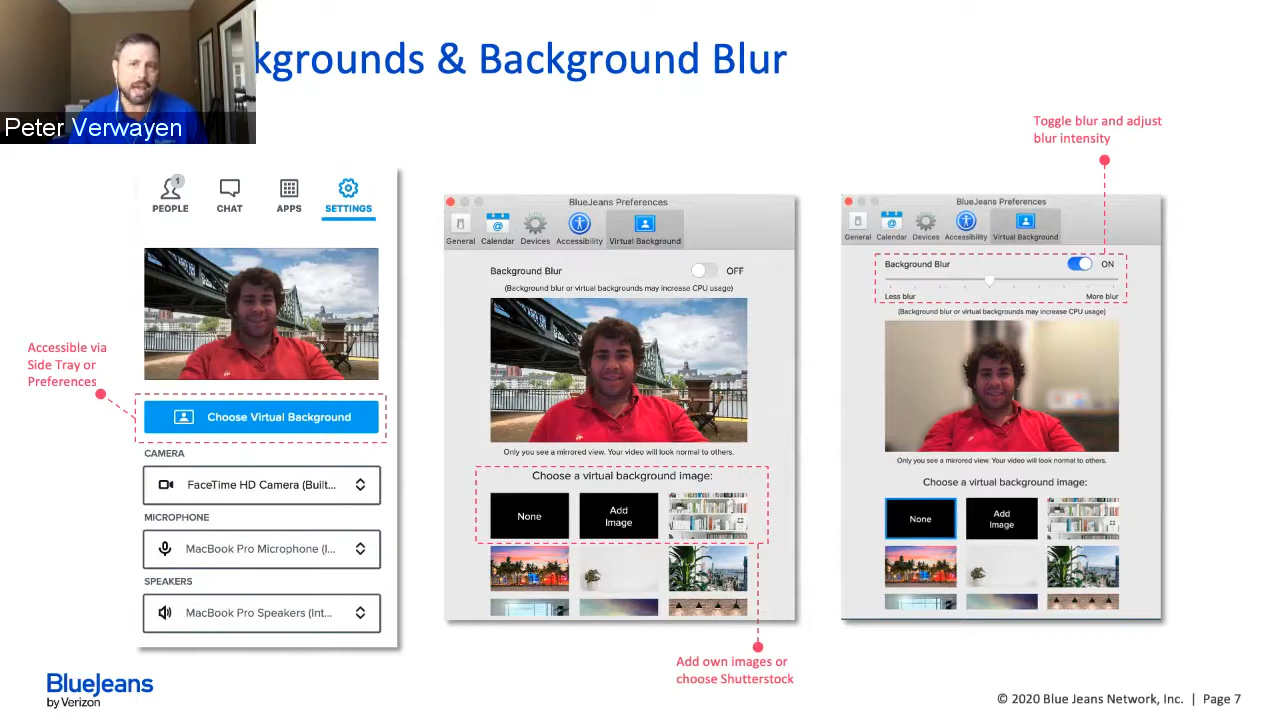 kgrounds & Background Blur
Peter Verwayen
Toggle blur and adjust
blur intensity
1
PEOPLE
CHAT
APPS
SETTINGS
Accessible via
Side Tray or
Preferences
Choose Virtual Background
CAMERA
FaceTime HD Camera (Built...
MICROPHONE
MacBook Pro Microphone (I...
SPEAKERS
MacBook Pro Speakers (Int...
BlueJeans Preferences
General
Calendar
Devices
Accessibility
Virtual Background
Background Blur
OFF
(Background blur or virtual backgrounds may increase CPU usage)
Only you see a mirrored view. Your video will look normal to others.
Choose a virtual background image:
None
Add
Image
Add own images or
choose Shutterstock
BlueJeans Preferences
General
Calendar
Devices
Accessibility
Virtual Background
Background Blur
ON
Less blur
More blur
(Background blur or virtual backgrounds may increase CPU usage)
Only you see a mirrored view. Your video will look normal to others.
Choose a virtual background image:
None
Add
Image
BlueJeans
by Verizon
© 2020 Blue Jeans Network, Inc. | Page 7